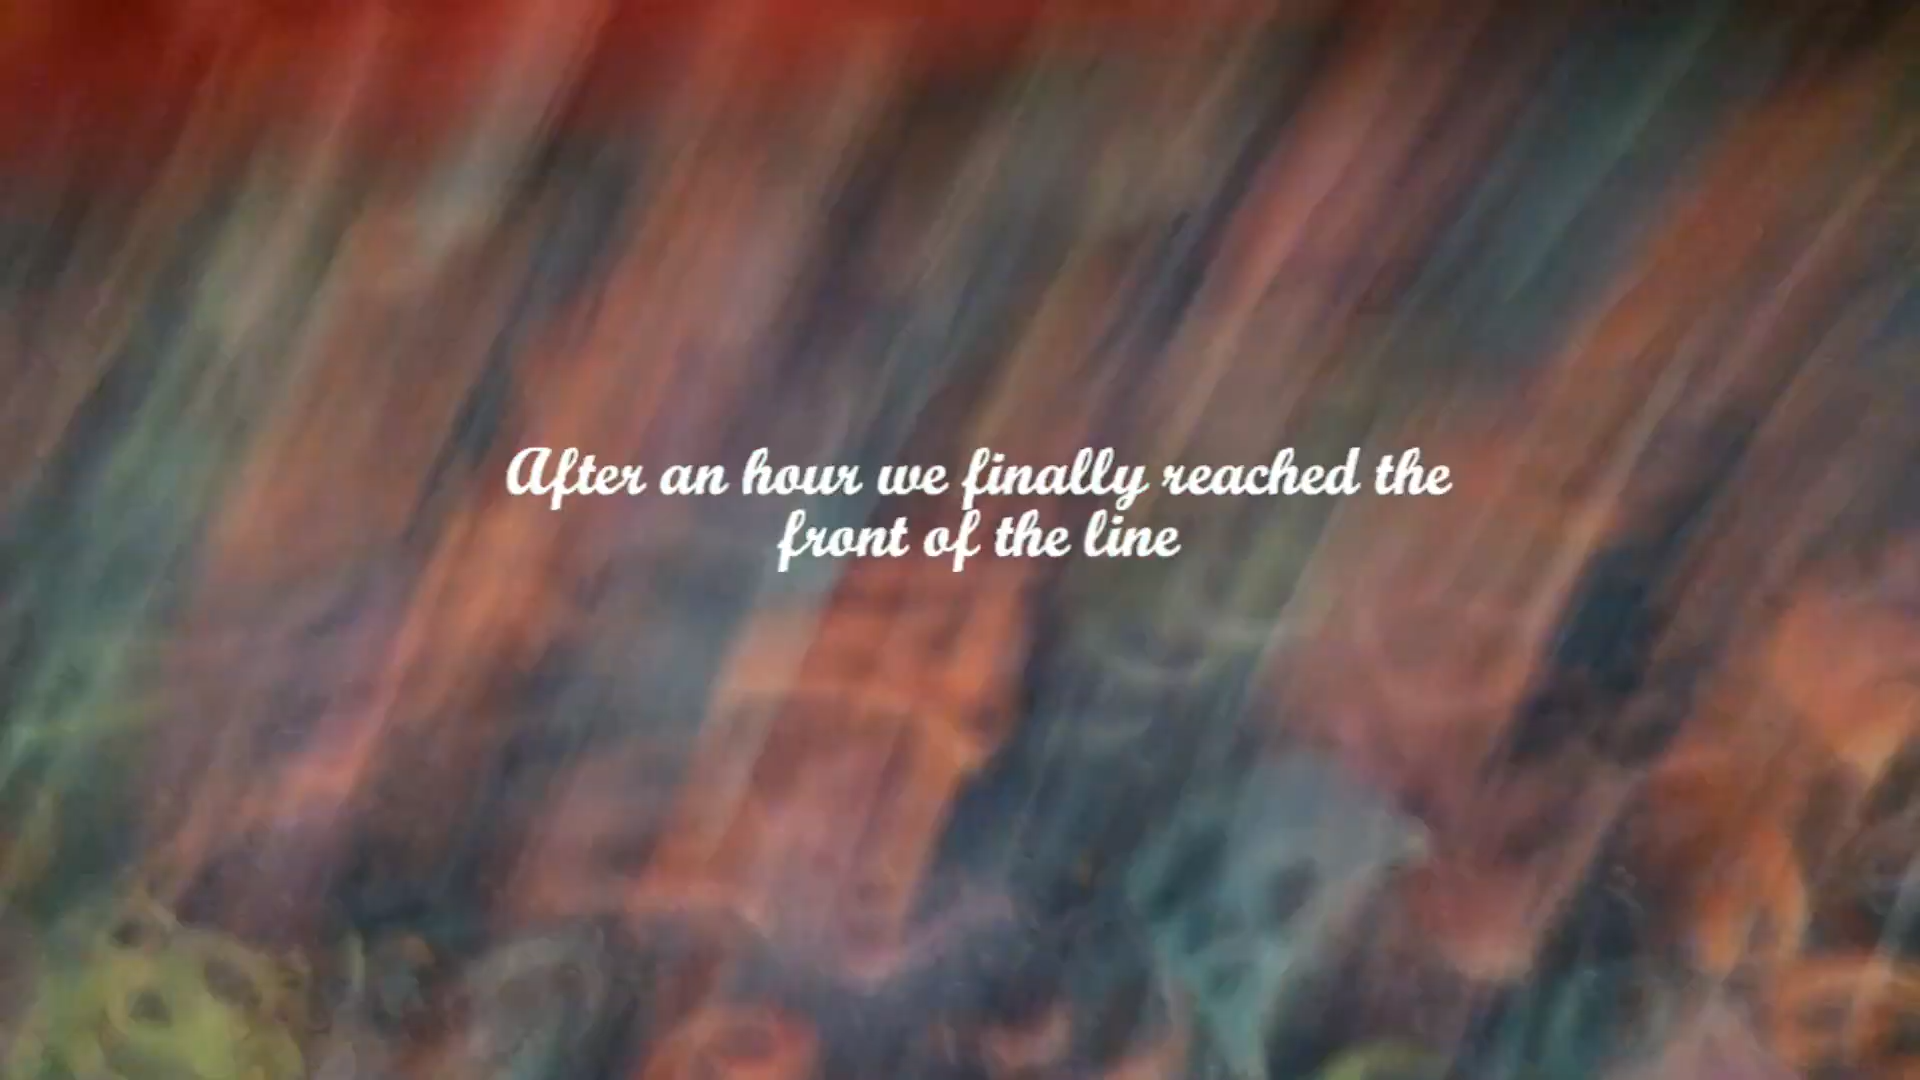 After an hour we finally reached the
front of the line